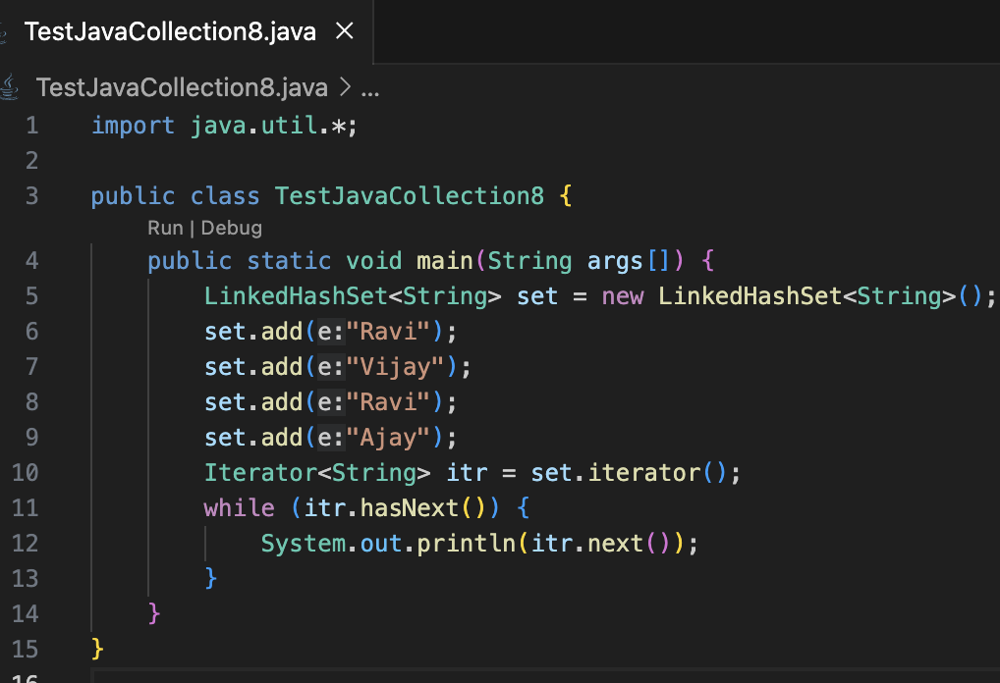 TestJavaCollection8.java ×
TestJavaCollection8.java > ...
1 import java.util.*;
2
3 public class TestJavaCollection8 {
Run | Debug
4 public static void main(String args[]) {
5 LinkedHashSet<String> set = new LinkedHashSet<String>();
6 set.add(e:"Ravi");
7 set.add(e:"Vijay");
8 set.add(e:"Ravi");
9 set.add(e:"Ajay");
10 Iterator<String> itr = set.iterator();
11 while (itr.hasNext()) {
12 System.out.println(itr.next());
13 }
14 }
15 }
16